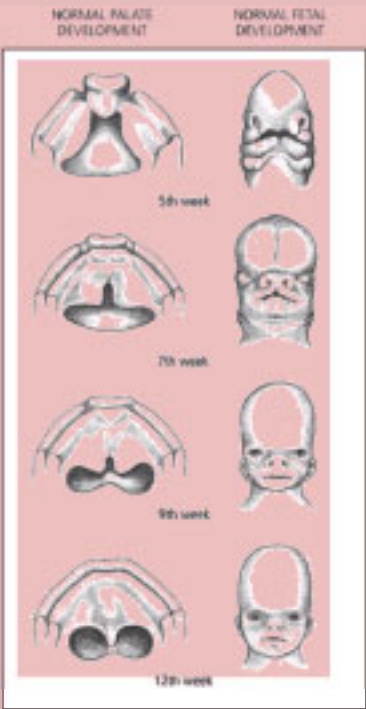 NORMAL PALATE
DEVELOPMENT
NORMAL FETAL
DEVELOPMENT
5th week
7th week
9th week
12th week